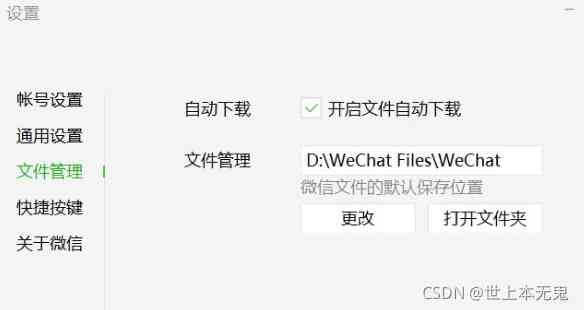 设置
帐号设置
通用设置
文件管理
快捷按键
关于微信
自动下载 开启文件自动下载
文件管理 D:\WeChat Files\WeChat
微信文件的默认保存位置
更改 打开文件夹
CSDN @世上本无鬼